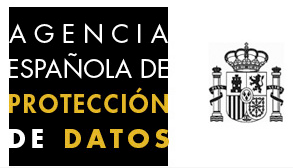 AGENCIA
ESPAÑOLA DE
PROTECCIÓN
DE DATOS